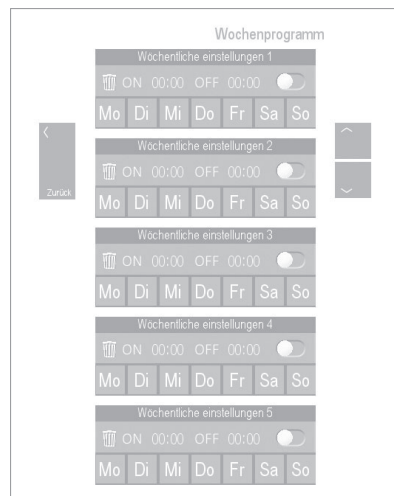 Wochenprogramm
Wöchentliche einstellungen 1
ON 00:00 OFF 00:00
Mo Di Mi Do Fr Sa So
Zurück
Wöchentliche einstellungen 2
ON 00:00 OFF 00:00
Mo Di Mi Do Fr Sa So
Wöchentliche einstellungen 3
ON 00:00 OFF 00:00
Mo Di Mi Do Fr Sa So
Wöchentliche einstellungen 4
ON 00:00 OFF 00:00
Mo Di Mi Do Fr Sa So
Wöchentliche einstellungen 5
ON 00:00 OFF 00:00
Mo Di Mi Do Fr Sa So